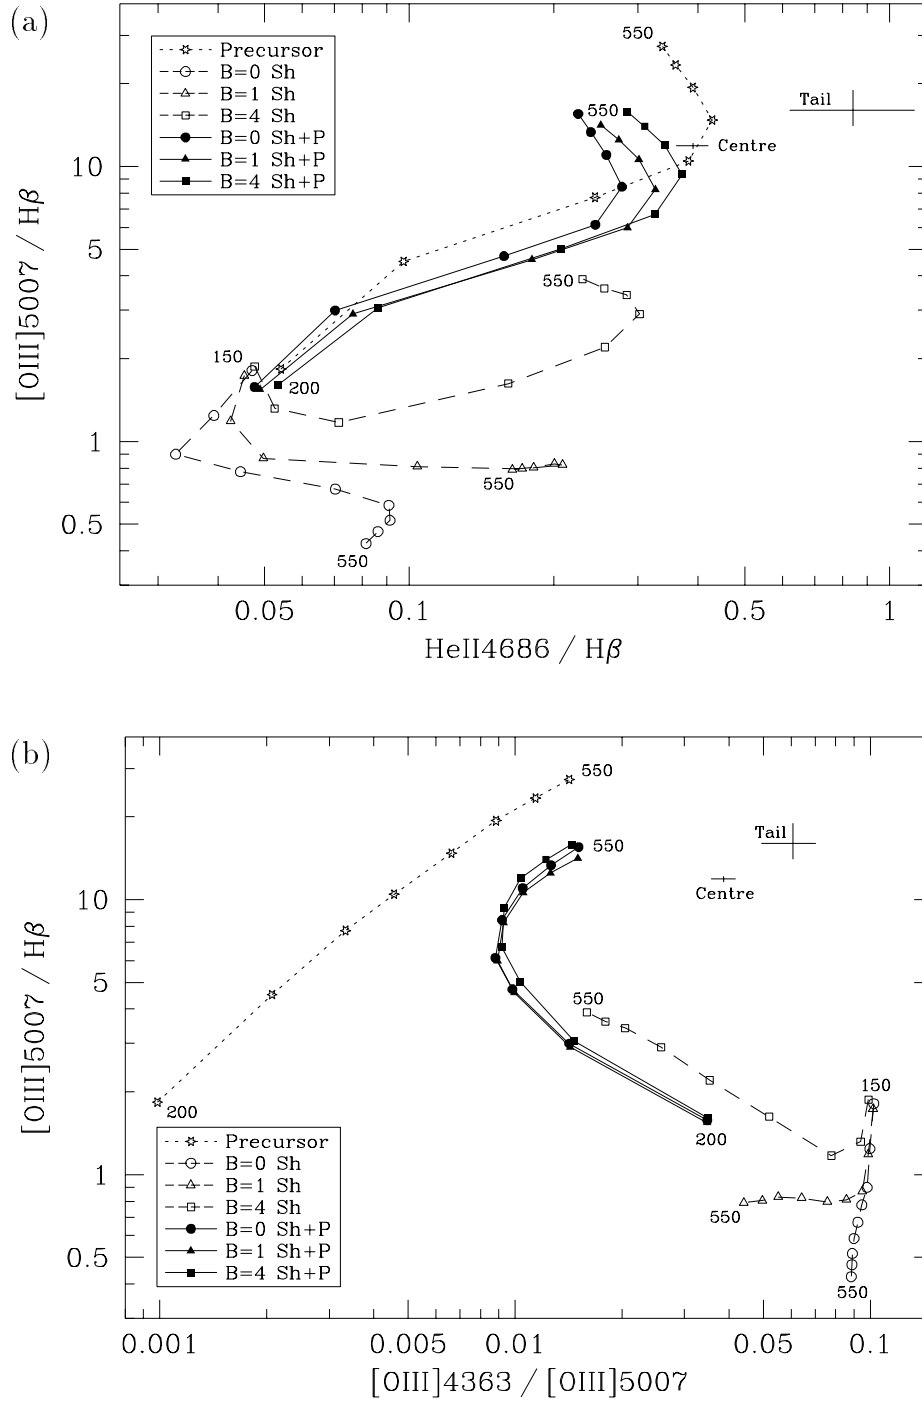 (a)
550
Precursor
B=0 Sh
B=1 Sh
B=4 Sh
B=0 Sh+P
B=1 Sh+P
B=4 Sh+P
550
Tail
Centre
10
5
1
0.5
[OIII]5007 / Hβ
550
150
200
550
550
0.05
0.1
0.5
1
HeII4686 / Hβ
(b)
550
550
Tail
Centre
10
5
1
0.5
[OIII]5007 / Hβ
550
150
200
200
550
550
Precursor
B=0 Sh
B=1 Sh
B=4 Sh
B=0 Sh+P
B=1 Sh+P
B=4 Sh+P
0.001
0.005
0.01
0.05
0.1
[OIII]4363 / [OIII]5007